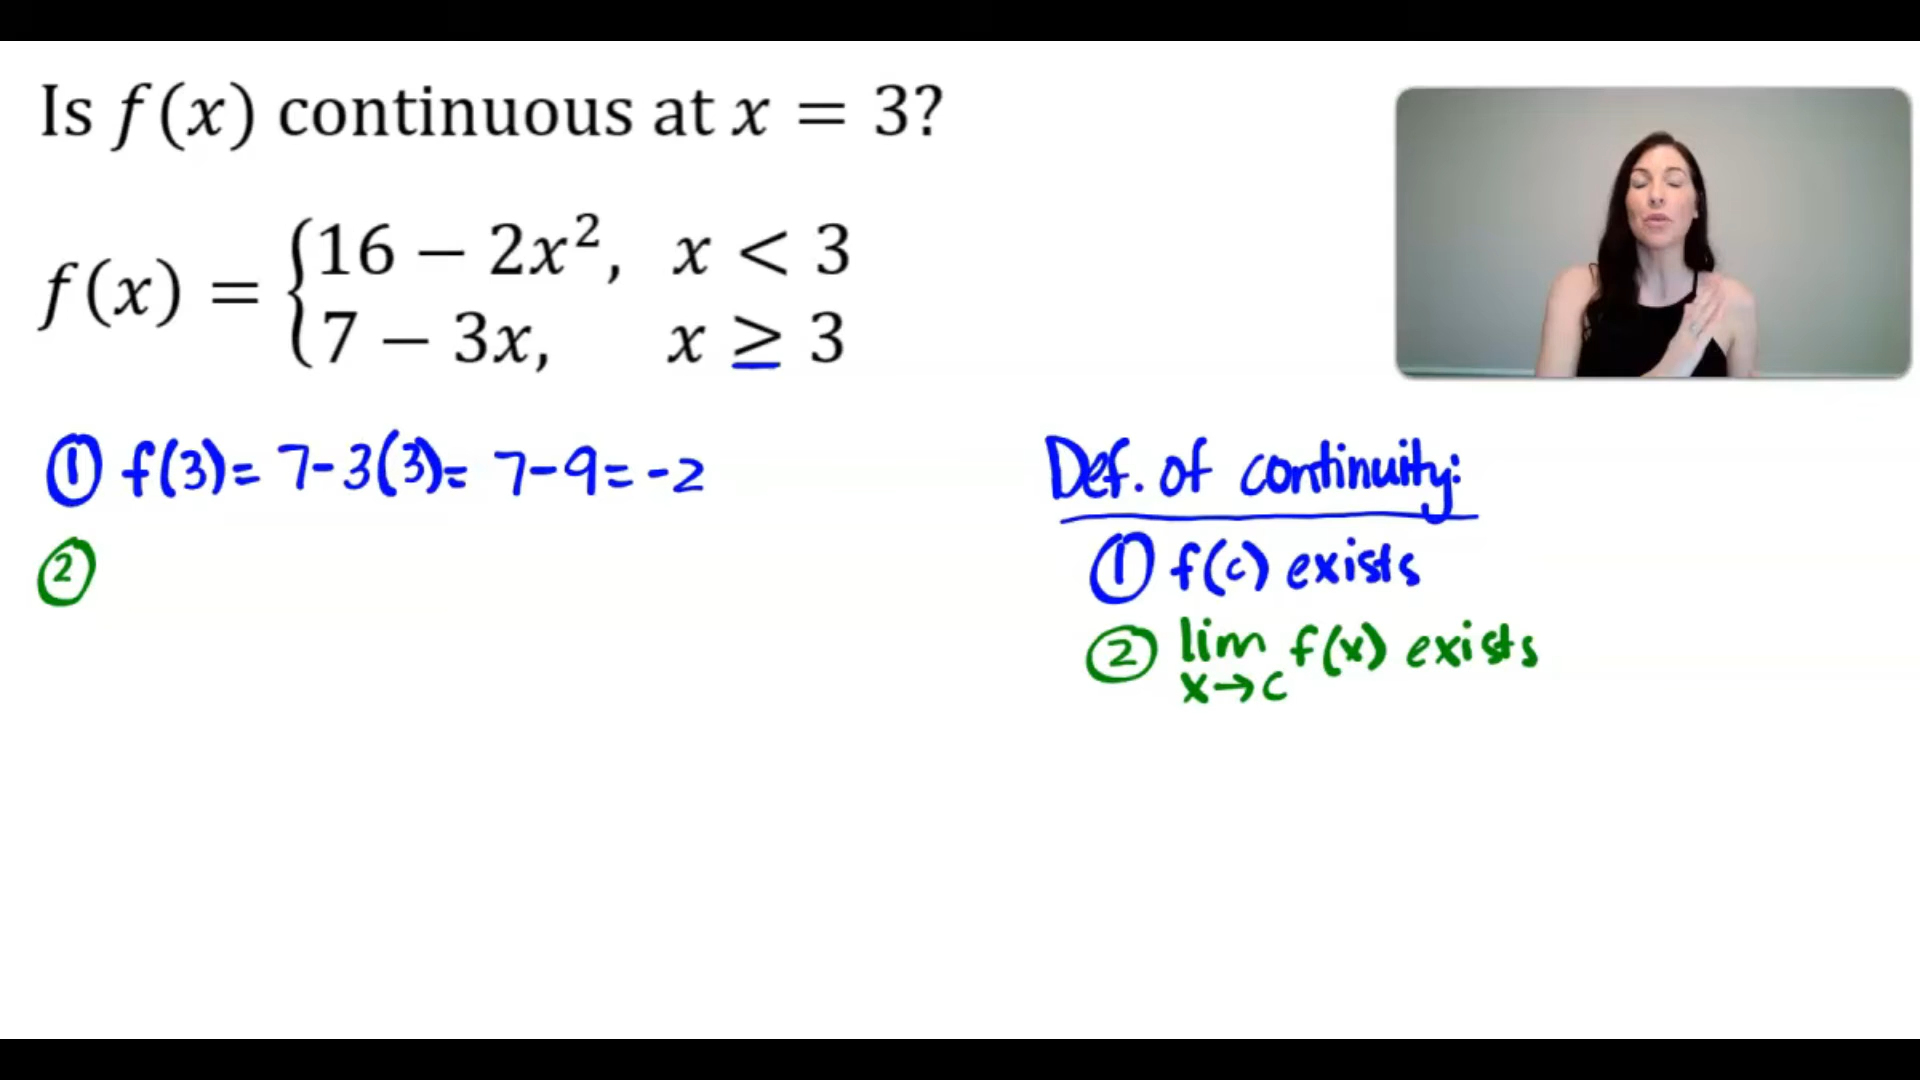 Is f(x) continuous at x = 3?
f(x) = {16 − 2x², x < 3
7 − 3x, x ≥ 3
① f(3) = 7-3(3) = 7-9 = -2
②
Def. of continuity:
① f(c) exists
② lim f(x) exists
x→c